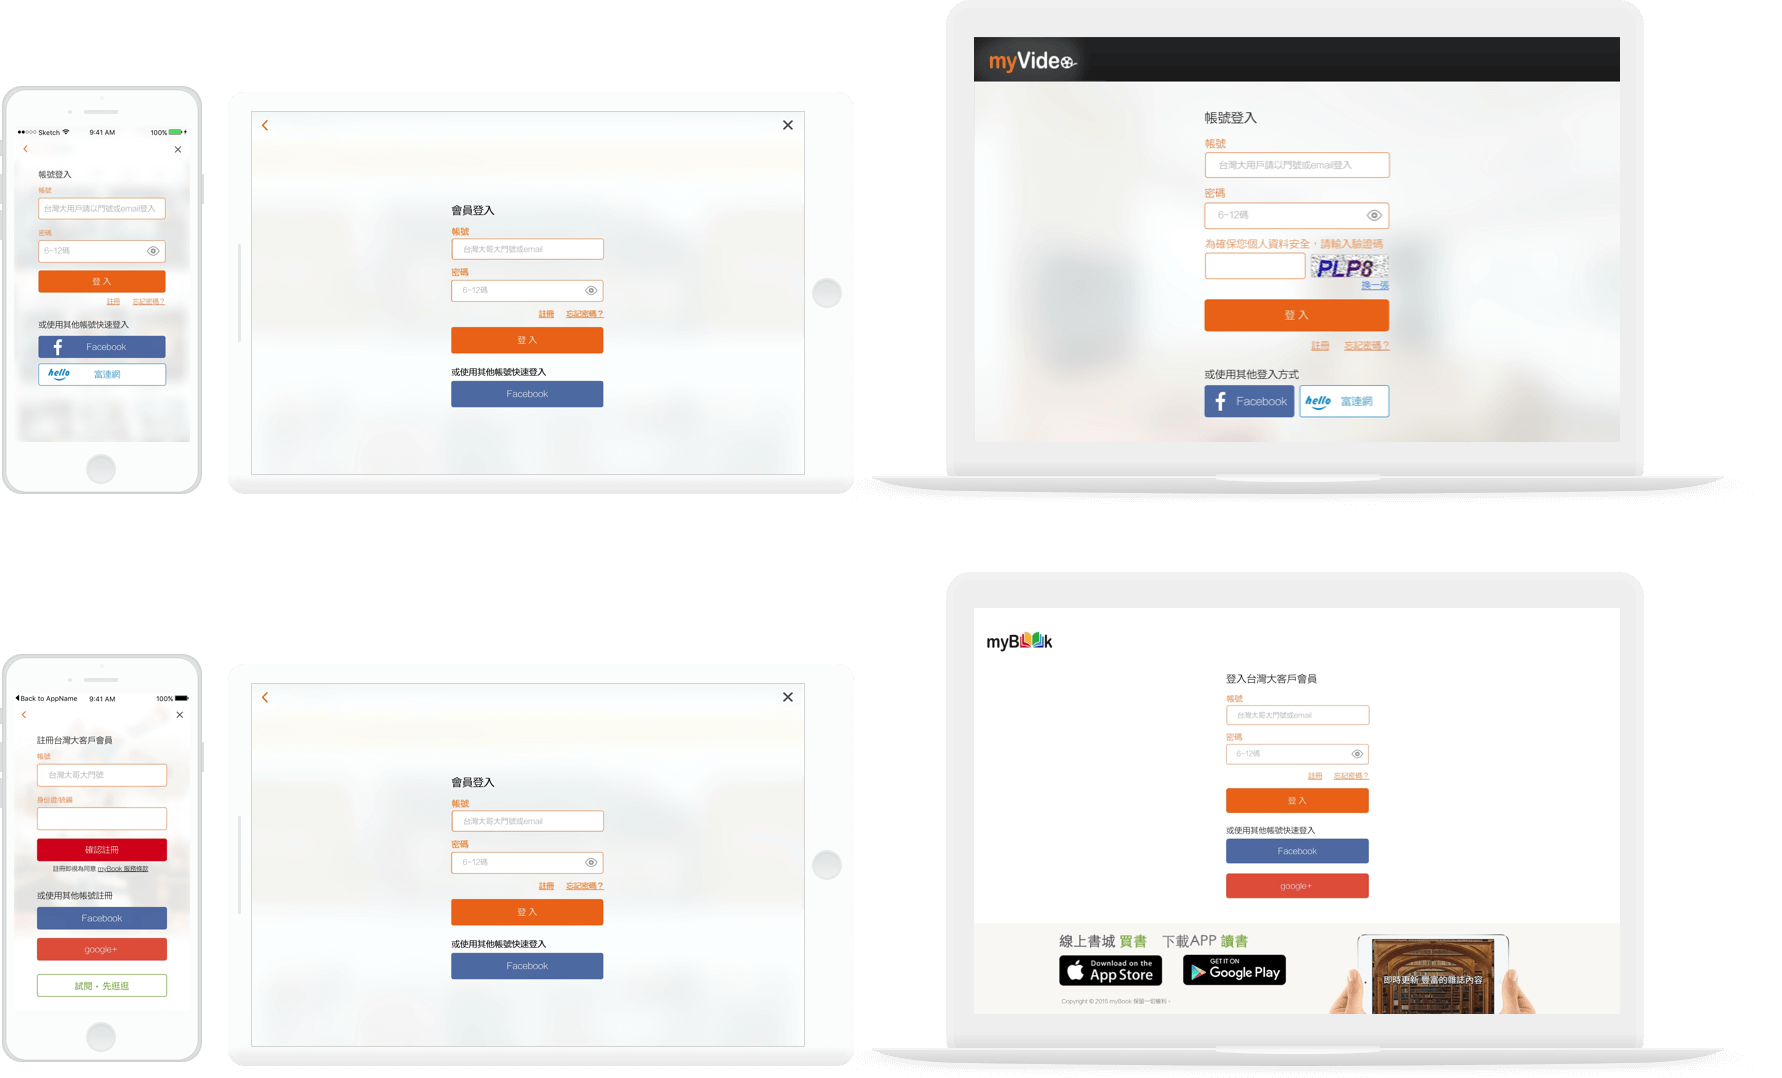 ●●○○○ Sketch 9:41 AM 100%
帳號登入
帳號
台灣大用戶請以門號或email登入
密碼
6-12碼
登 入
註冊 忘記密碼？
或使用其他帳號快速登入
Facebook
hello 富連網
會員登入
帳號
台灣大哥大門號或email
密碼
6-12碼
註冊 忘記密碼？
登 入
或使用其他帳號快速登入
Facebook
myVideo
帳號登入
帳號
台灣大用戶請以門號或email登入
密碼
6-12碼
為確保您個人資料安全，請輸入驗證碼
PLP8
換一張
登 入
註冊 忘記密碼？
或使用其他登入方式
Facebook hello 富連網
Back to AppName 9:41 AM 100%
註冊台灣大客戶會員
帳號
台灣大哥大門號
身份證/統編
確認註冊
註冊即視為同意 myBook 服務條款
或使用其他帳號註冊
Facebook
google+
試閱・先逛逛
會員登入
帳號
台灣大哥大門號或email
密碼
6-12碼
註冊 忘記密碼？
登 入
或使用其他帳號快速登入
Facebook
myBook
登入台灣大客戶會員
帳號
台灣大哥大門號或email
密碼
6-12碼
註冊 忘記密碼？
登 入
或使用其他帳號快速登入
Facebook
google+
線上書城 買書 下載APP 讀書
Download on the App Store
GET IT ON Google Play
Copyright © 2015 myBook 保留一切權利。
即時更新 豐富的雜誌內容